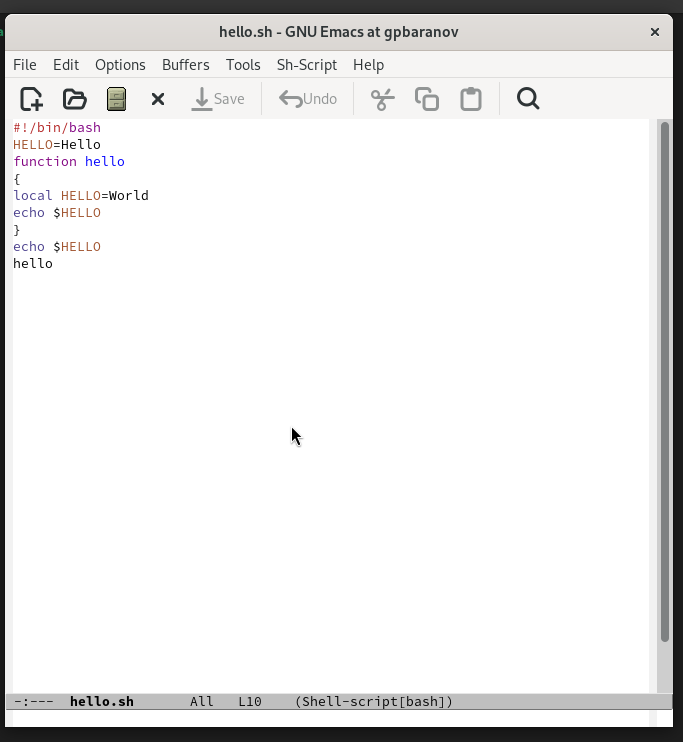 hello.sh - GNU Emacs at gpbaranov
File Edit Options Buffers Tools Sh-Script Help
Save Undo
#!/bin/bash
HELLO=Hello
function hello
{
local HELLO=World
echo $HELLO
}
echo $HELLO
hello
-:--- hello.sh All L10 (Shell-script[bash])